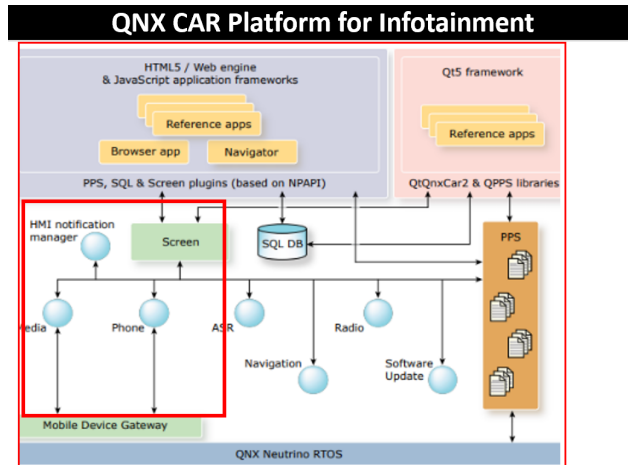 QNX CAR Platform for Infotainment
HTML5 / Web engine
& JavaScript application frameworks
Reference apps
Browser app
Navigator
PPS, SQL & Screen plugins (based on NPAPI)
Qt5 framework
Reference apps
QtQnxCar2 & QPPS libraries
HMI notification
manager
Screen
SQL DB
PPS
edia
Phone
ASR
Radio
Navigation
Software
Update
Mobile Device Gateway
QNX Neutrino RTOS